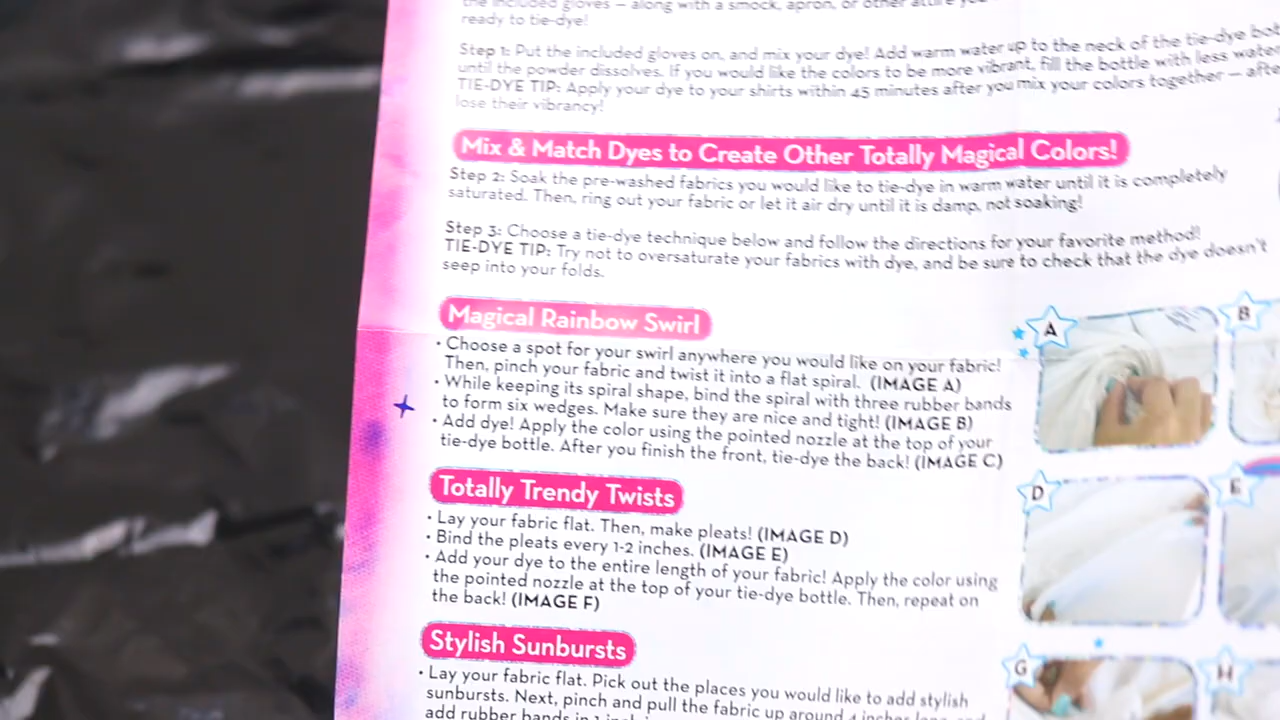 the included gloves — along with a smock, apron, or other attire you
ready to tie-dye!
Step 1: Put the included gloves on, and mix your dye! Add warm water up to the neck of the tie-dye bot
until the powder dissolves. If you would like the colors to be more vibrant, fill the bottle with less water
TIE-DYE TIP: Apply your dye to your shirts within 45 minutes after you mix your colors together — afte
lose their vibrancy!
Mix & Match Dyes to Create Other Totally Magical Colors!
Step 2: Soak the pre-washed fabrics you would like to tie-dye in warm water until it is completely
saturated. Then, ring out your fabric or let it air dry until it is damp, not soaking!
Step 3: Choose a tie-dye technique below and follow the directions for your favorite method!
TIE-DYE TIP: Try not to oversaturate your fabrics with dye, and be sure to check that the dye doesn't
seep into your folds.
Magical Rainbow Swirl
• Choose a spot for your swirl anywhere you would like on your fabric!
Then, pinch your fabric and twist it into a flat spiral. (IMAGE A)
• While keeping its spiral shape, bind the spiral with three rubber bands
to form six wedges. Make sure they are nice and tight! (IMAGE B)
• Add dye! Apply the color using the pointed nozzle at the top of your
tie-dye bottle. After you finish the front, tie-dye the back! (IMAGE C)
A
B
Totally Trendy Twists
• Lay your fabric flat. Then, make pleats! (IMAGE D)
• Bind the pleats every 1-2 inches. (IMAGE E)
• Add your dye to the entire length of your fabric! Apply the color using
the pointed nozzle at the top of your tie-dye bottle. Then, repeat on
the back! (IMAGE F)
D
E
Stylish Sunbursts
• Lay your fabric flat. Pick out the places you would like to add stylish
sunbursts. Next, pinch and pull the fabric up around 4 inches long, and
add rubber bands in 1 inch
G
H